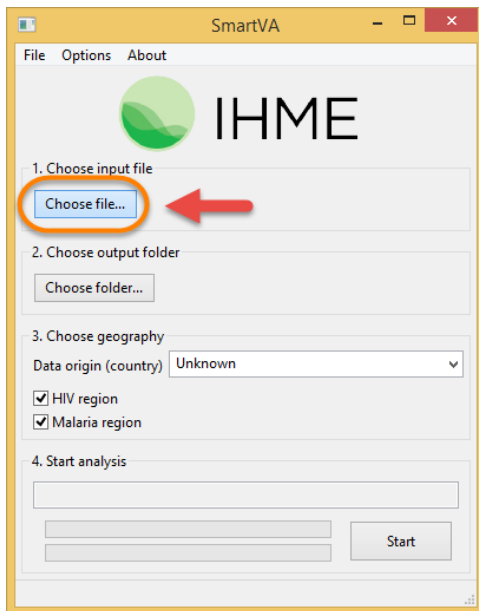 SmartVA
File Options About
IHME
1. Choose input file
Choose file...
2. Choose output folder
Choose folder...
3. Choose geography
Data origin (country) Unknown
HIV region
Malaria region
4. Start analysis
Start